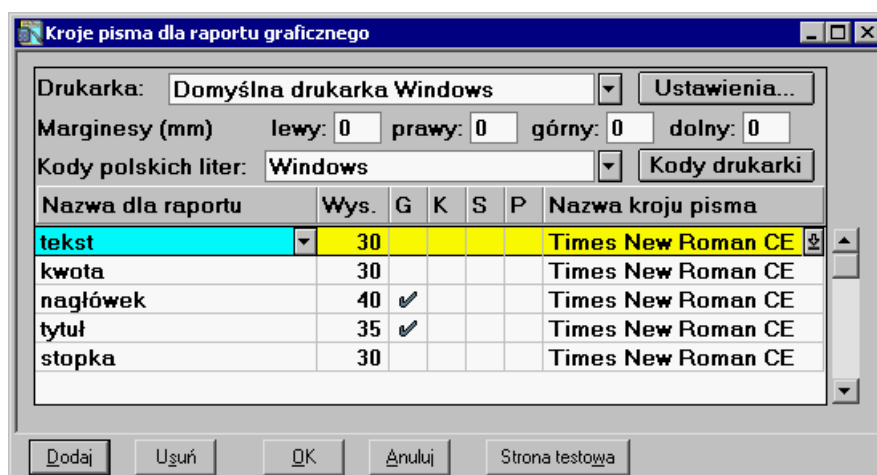 Kroje pisma dla raportu graficznego
Drukarka: Domyślna drukarka Windows Ustawienia...
Marginesy (mm) lewy: 0 prawy: 0 górny: 0 dolny: 0
Kody polskich liter: Windows Kody drukarki
Nazwa dla raportu Wys. G K S P Nazwa kroju pisma
tekst 30 Times New Roman CE
kwota 30 Times New Roman CE
nagłówek 40 ✔ Times New Roman CE
tytuł 35 ✔ Times New Roman CE
stopka 30 Times New Roman CE
Dodaj Usuń OK Anuluj Strona testowa